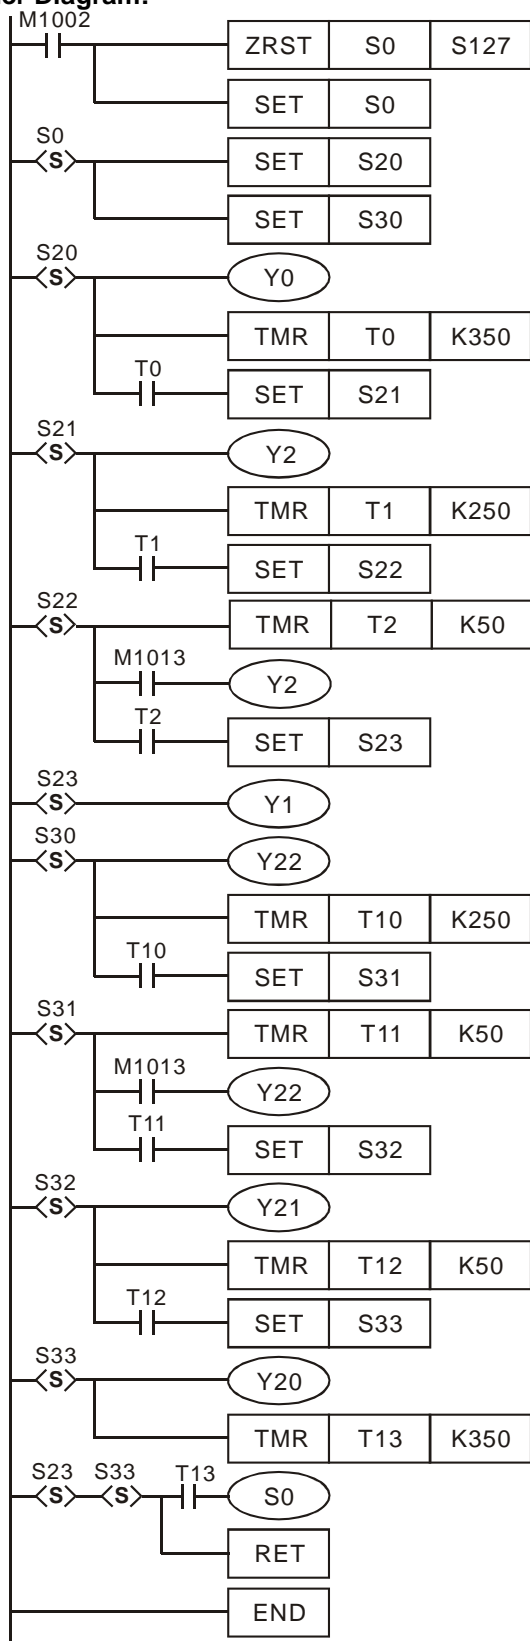 er Diagram:
M1002
ZRST S0 S127
SET S0
S0
S SET S20
SET S30
S20
S Y0
TMR T0 K350
T0
SET S21
S21
S Y2
TMR T1 K250
T1
SET S22
S22
S TMR T2 K50
M1013
Y2
T2
SET S23
S23
S Y1
S30
S Y22
TMR T10 K250
T10
SET S31
S31
S TMR T11 K50
M1013
Y22
T11
SET S32
S32
S Y21
TMR T12 K50
T12
SET S33
S33
S Y20
TMR T13 K350
S23 S33 T13
S S S0
RET
END